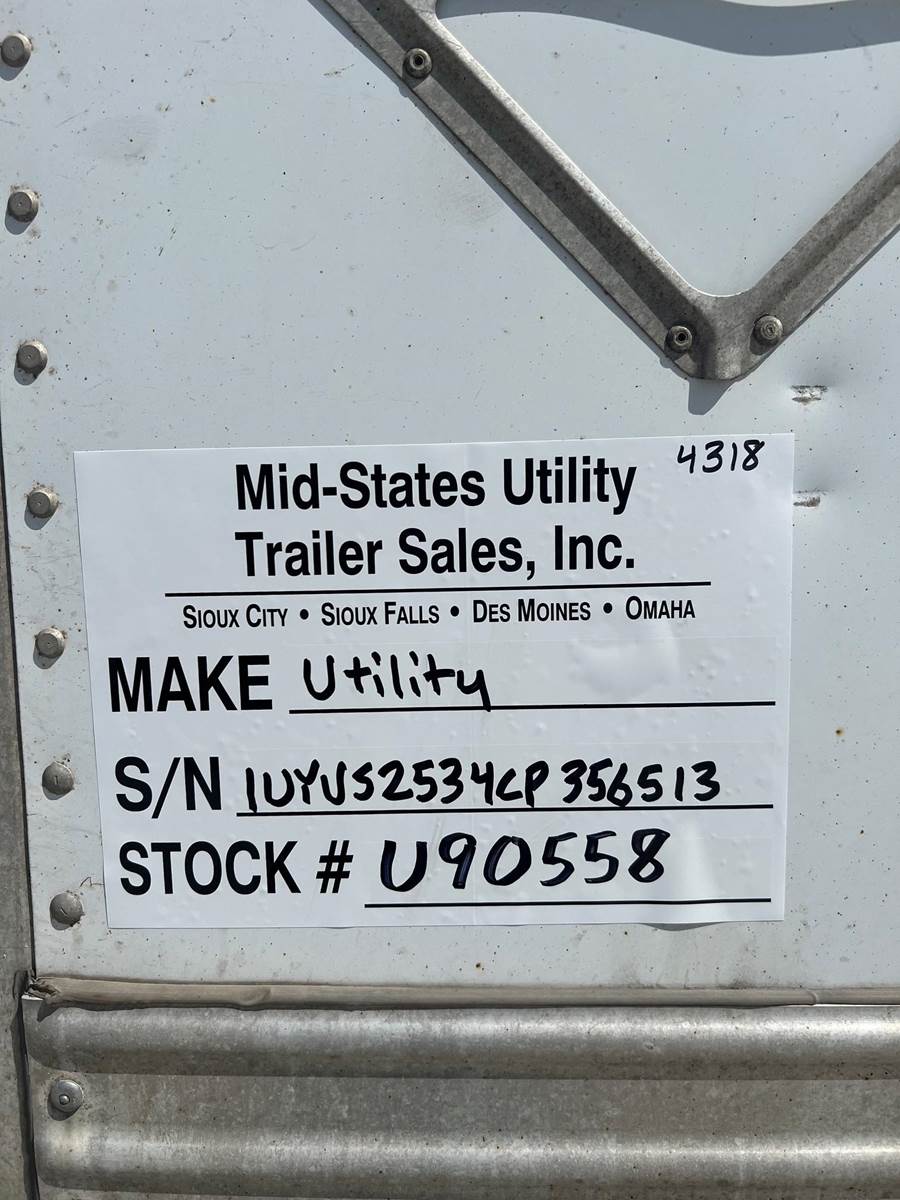 4318
Mid-States Utility
Trailer Sales, Inc.
SIOUX CITY • SIOUX FALLS • DES MOINES • OMAHA
MAKE Utility
S/N 1UYVS2534CP356513
STOCK # U90558